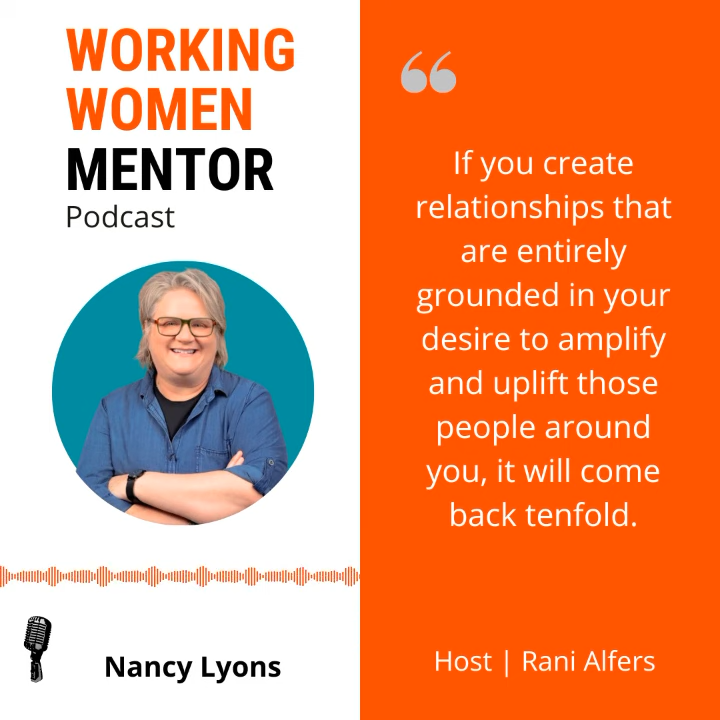 WORKING
WOMEN
MENTOR
Podcast
Nancy Lyons
“
If you create
relationships that
are entirely
grounded in your
desire to amplify
and uplift those
people around
you, it will come
back tenfold.
Host | Rani Alfers